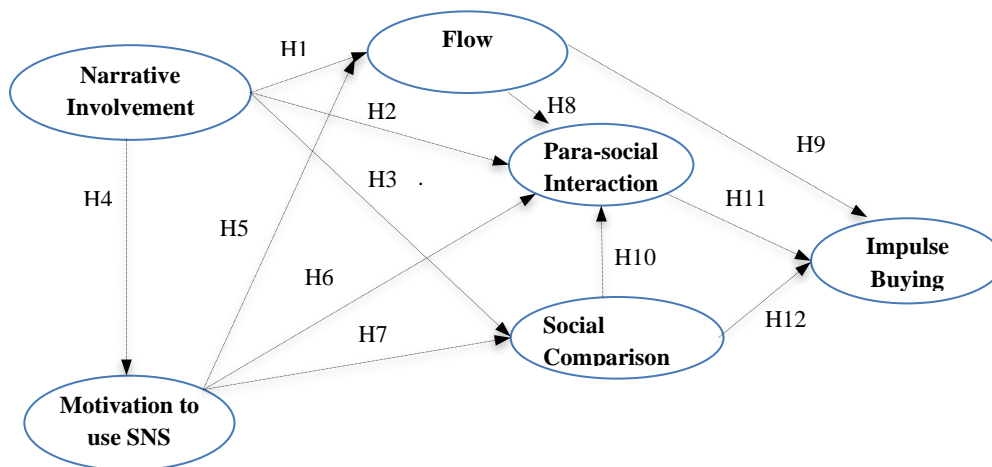 Flow
H1
Narrative
Involvement
H2
H8
H9
Para-social
Interaction
H3
.
H4
H11
H5
Impulse
Buying
H10
H6
H12
H7
Social
Comparison
Motivation to
use SNS